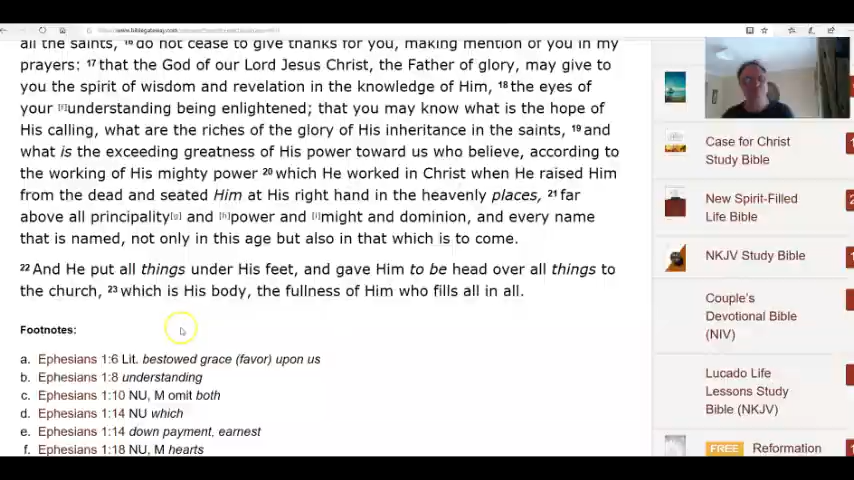 www.biblegateway.com
all the saints, 16 do not cease to give thanks for you, making mention of you in my
prayers: 17 that the God of our Lord Jesus Christ, the Father of glory, may give to
you the spirit of wisdom and revelation in the knowledge of Him, 18 the eyes of
your [f]understanding being enlightened; that you may know what is the hope of
His calling, what are the riches of the glory of His inheritance in the saints, 19 and
what is the exceeding greatness of His power toward us who believe, according to
the working of His mighty power 20 which He worked in Christ when He raised Him
from the dead and seated Him at His right hand in the heavenly places, 21 far
above all principality[g] and [h]power and [i]might and dominion, and every name
that is named, not only in this age but also in that which is to come.
22 And He put all things under His feet, and gave Him to be head over all things to
the church, 23 which is His body, the fullness of Him who fills all in all.
Footnotes:
a. Ephesians 1:6 Lit. bestowed grace (favor) upon us
b. Ephesians 1:8 understanding
c. Ephesians 1:10 NU, M omit both
d. Ephesians 1:14 NU which
e. Ephesians 1:14 down payment, earnest
f. Ephesians 1:18 NU, M hearts
Case for Christ
Study Bible
New Spirit-Filled
Life Bible
NKJV Study Bible
Couple's
Devotional Bible
(NIV)
Lucado Life
Lessons Study
Bible (NKJV)
FREE Reformation